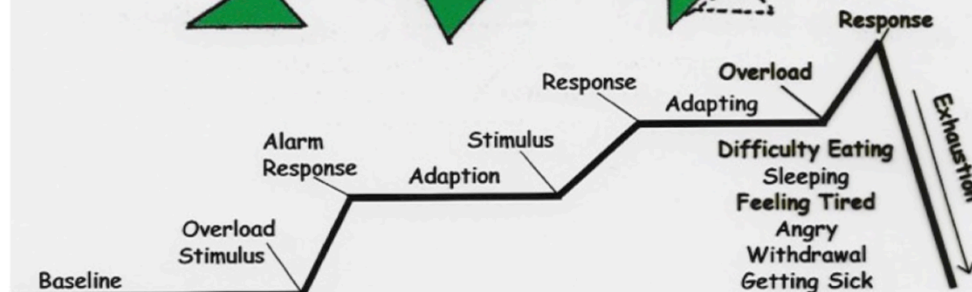 Response
Overload
Response
Adapting
Exhaustion
Alarm
Response
Stimulus
Adaption
Difficulty Eating
Sleeping
Feeling Tired
Angry
Withdrawal
Getting Sick
Overload
Stimulus
Baseline